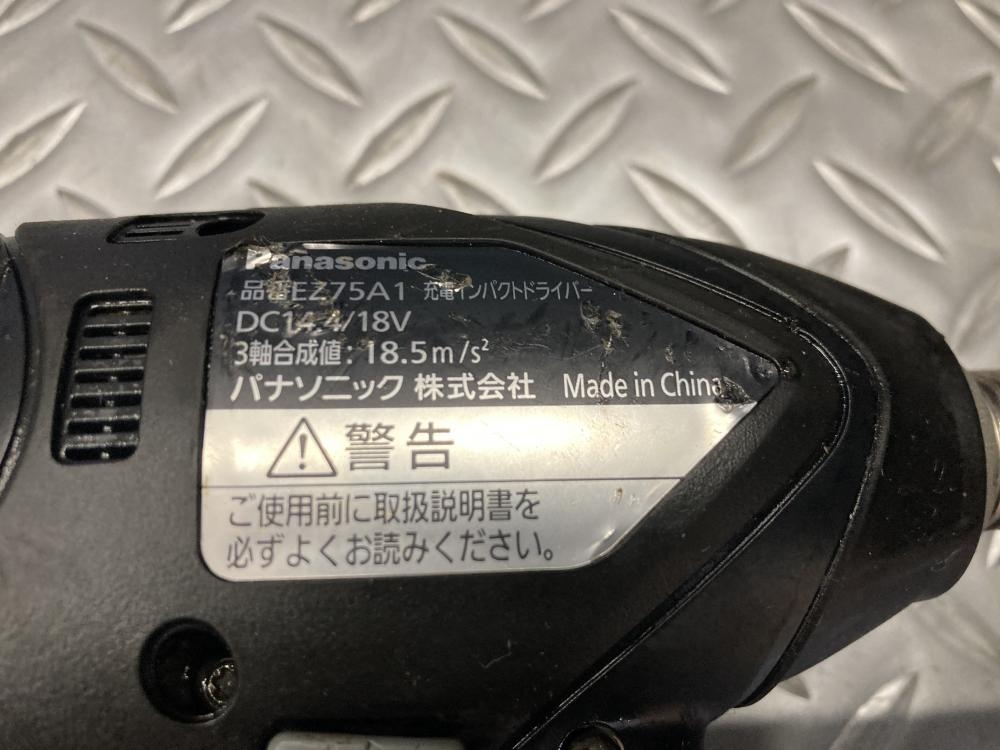 Panasonic
品番EZ75A1 充電インパクトドライバー
DC14.4/18V
3軸合成値: 18.5m/s²
パナソニック 株式会社 Made in China
警告
ご使用前に取扱説明書を
必ずよくお読みください。